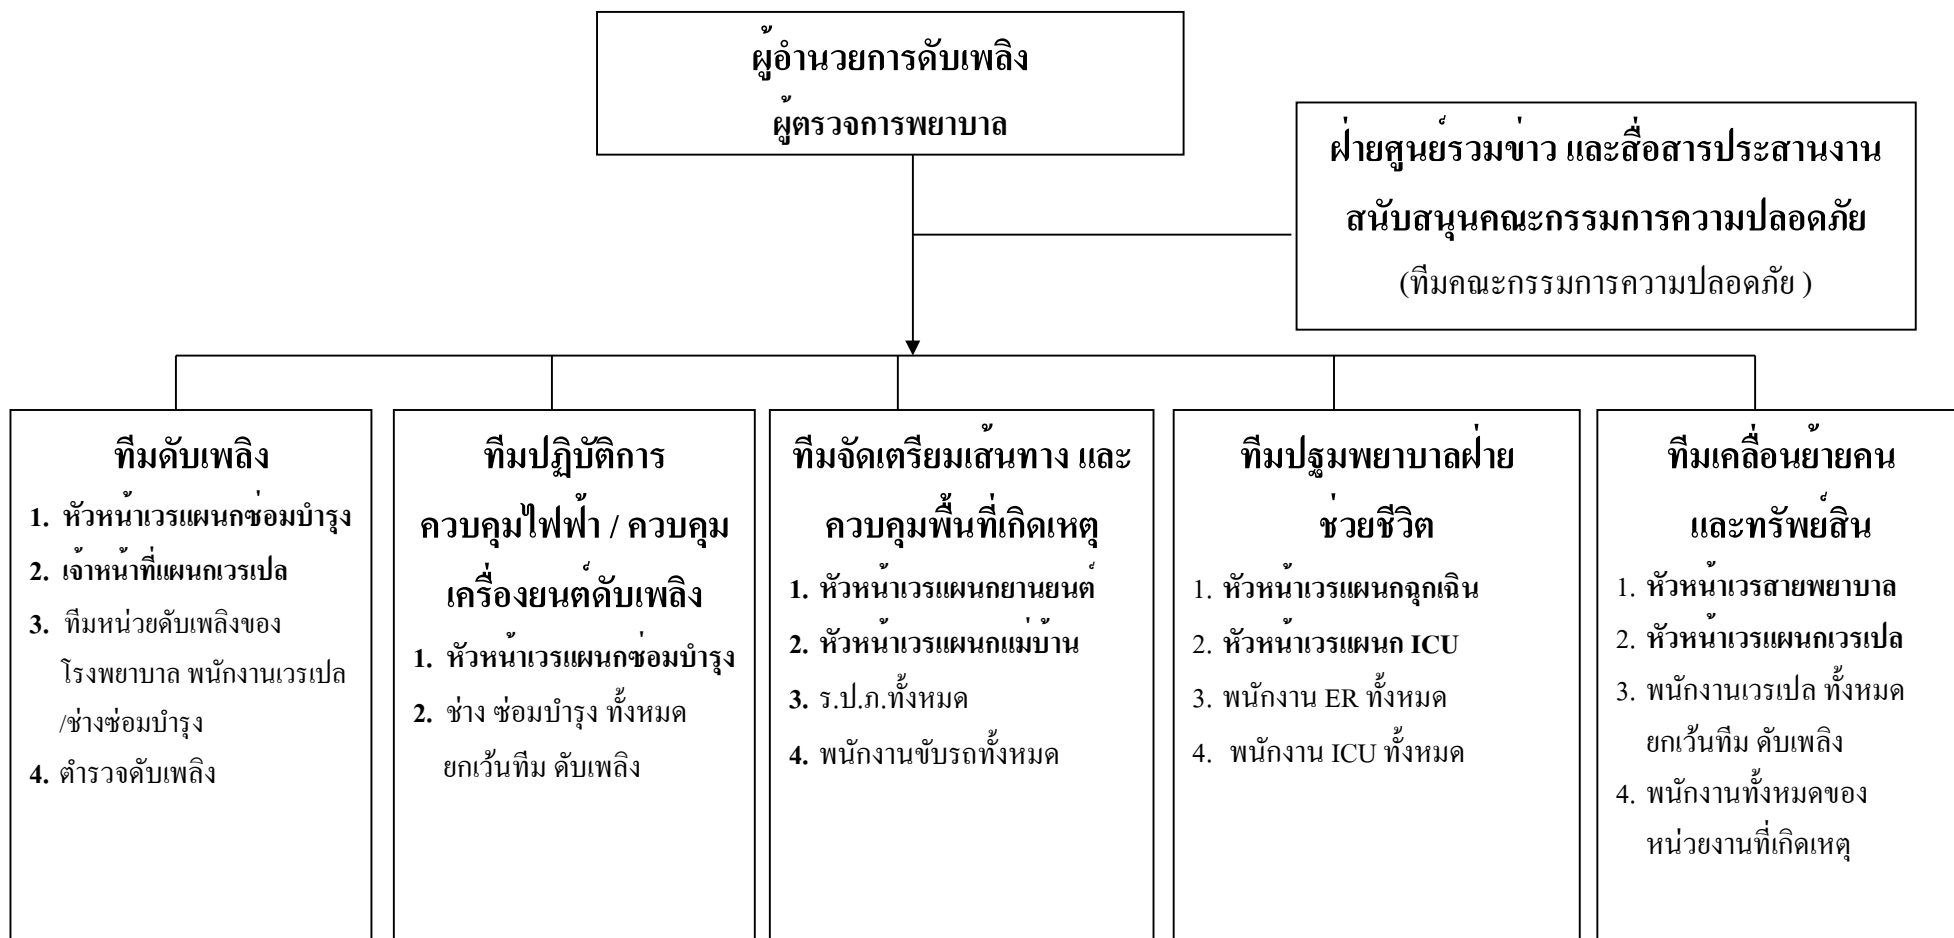 ผู้อำนวยการดับเพลิง
ผู้ตรวจการพยาบาล
ฝ่ายศูนย์รวมข่าว และสื่อสารประสานงาน
สนับสนุนคณะกรรมการความปลอดภัย
(ทีมคณะกรรมการความปลอดภัย )
ทีมดับเพลิง
1. หัวหน้าเวรแผนกซ่อมบำรุง
2. เจ้าหน้าที่แผนกเวรเปล
3. ทีมหน่วยดับเพลิงของ
โรงพยาบาล พนักงานเวรเปล
/ช่างซ่อมบำรุง
4. ตำรวจดับเพลิง
ทีมปฏิบัติการ
ควบคุมไฟฟ้า / ควบคุม
เครื่องยนต์ดับเพลิง
1. หัวหน้าเวรแผนกซ่อมบำรุง
2. ช่าง ซ่อมบำรุง ทั้งหมด
ยกเว้นทีม ดับเพลิง
ทีมจัดเตรียมเส้นทาง และ
ควบคุมพื้นที่เกิดเหตุ
1. หัวหน้าเวรแผนกยานยนต์
2. หัวหน้าเวรแผนกแม่บ้าน
3. ร.ป.ภ.ทั้งหมด
4. พนักงานขับรถทั้งหมด
ทีมปฐมพยาบาลฝ่าย
ช่วยชีวิต
1. หัวหน้าเวรแผนกฉุกเฉิน
2. หัวหน้าเวรแผนก ICU
3. พนักงาน ER ทั้งหมด
4. พนักงาน ICU ทั้งหมด
ทีมเคลื่อนย้ายคน
และทรัพย์สิน
1. หัวหน้าเวรสายพยาบาล
2. หัวหน้าเวรแผนกเวรเปล
3. พนักงานเวรเปล ทั้งหมด
ยกเว้นทีม ดับเพลิง
4. พนักงานทั้งหมดของ
หน่วยงานที่เกิดเหตุ